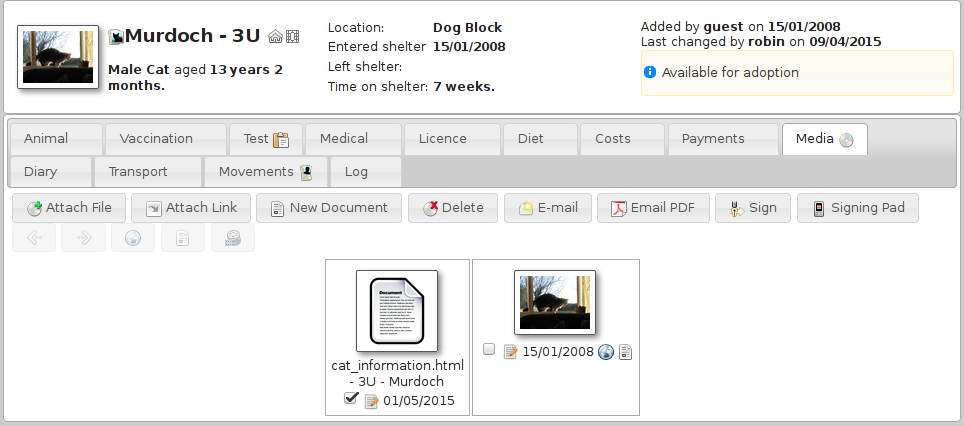 Murdoch - 3U
Male Cat aged 13 years 2
months.
Location: Dog Block
Entered shelter 15/01/2008
Left shelter:
Time on shelter: 7 weeks.
Added by guest on 15/01/2008
Last changed by robin on 09/04/2015
Available for adoption
Animal Vaccination Test Medical Licence Diet Costs Payments Media
Diary Transport Movements Log
Attach File Attach Link New Document Delete E-mail Email PDF Sign Signing Pad
Document
cat_information.html
- 3U - Murdoch
01/05/2015
15/01/2008